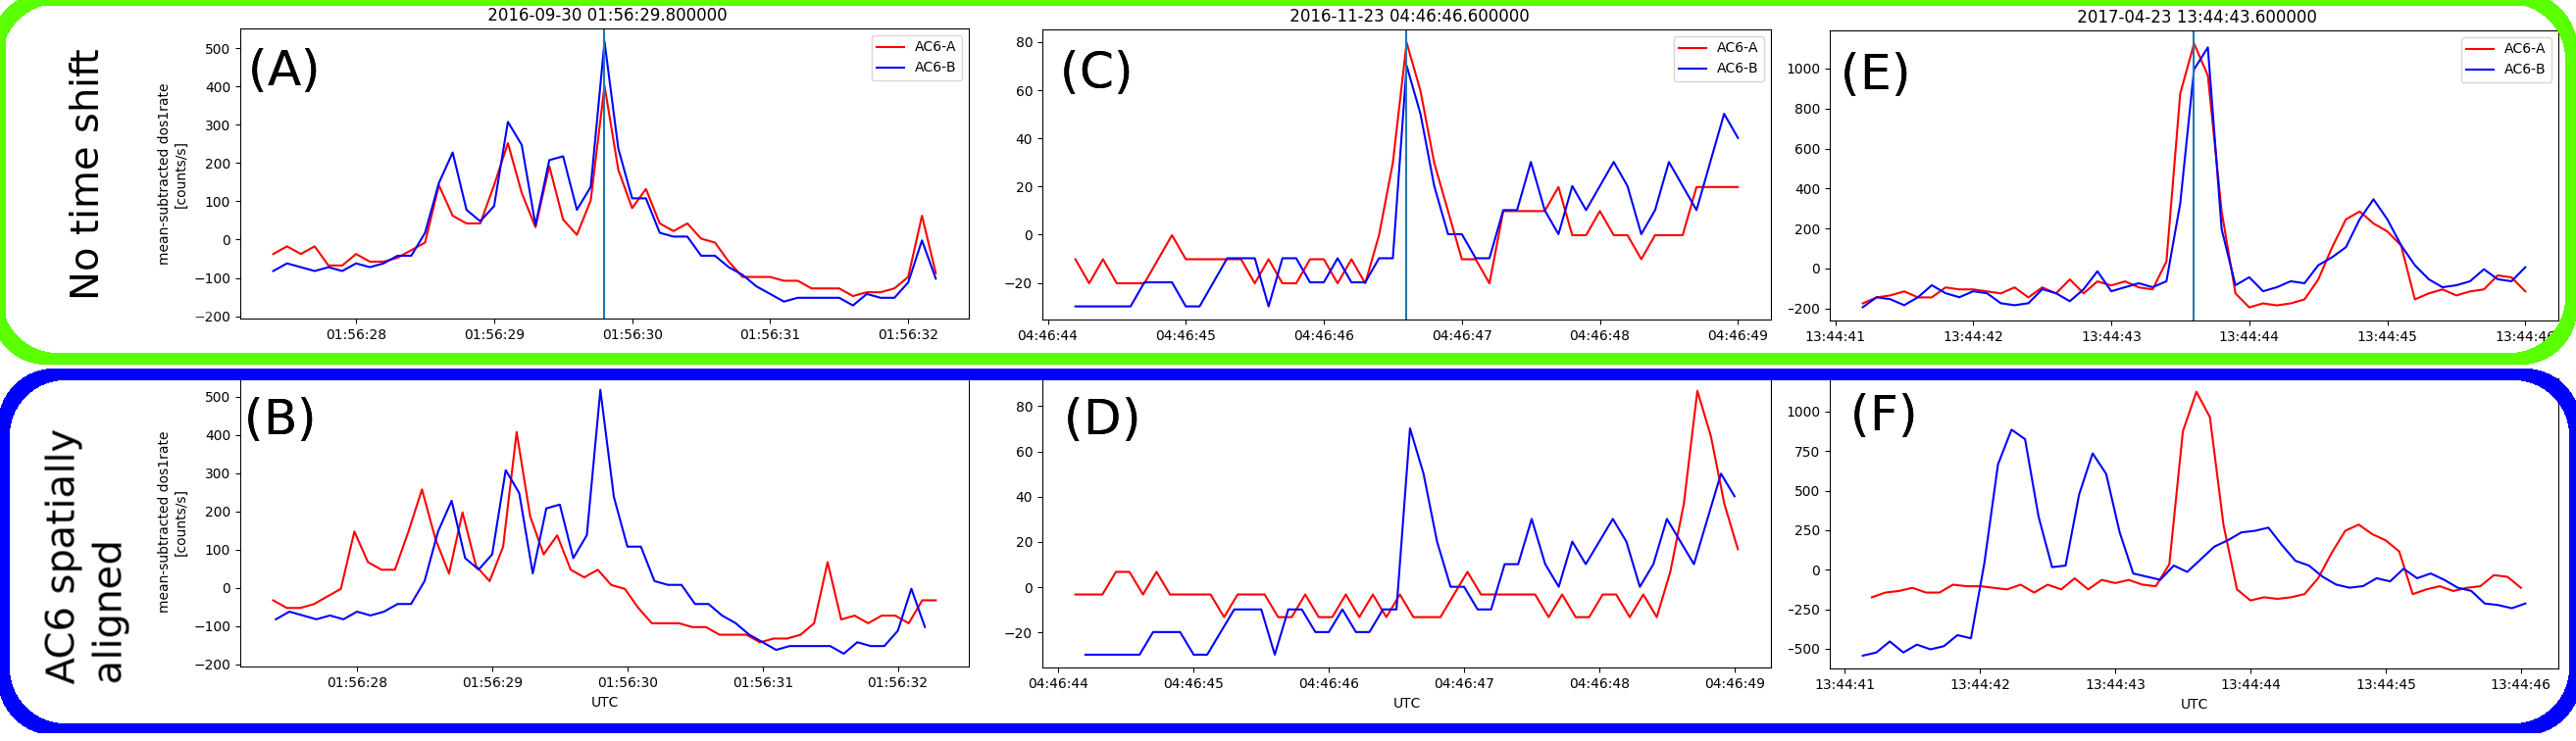 2016-09-30 01:56:29.800000
2016-11-23 04:46:46.600000
2017-04-23 13:44:43.600000
No time shift
mean-subtracted dos1rate
[counts/s]
(A)
AC6-A
AC6-B
500
400
300
200
100
0
−100
−200
01:56:28 01:56:29 01:56:30 01:56:31 01:56:32
(C)
AC6-A
AC6-B
80
60
40
20
0
−20
04:46:44 04:46:45 04:46:46 04:46:47 04:46:48 04:46:49
(E)
AC6-A
AC6-B
1000
800
600
400
200
0
−200
13:44:41 13:44:42 13:44:43 13:44:44 13:44:45 13:44:46
AC6 spatially
aligned
mean-subtracted dos1rate
[counts/s]
(B)
500
400
300
200
100
0
−100
−200
01:56:28 01:56:29 01:56:30 01:56:31 01:56:32
UTC
(D)
80
60
40
20
0
−20
04:46:44 04:46:45 04:46:46 04:46:47 04:46:48 04:46:49
UTC
(F)
1000
750
500
250
0
−250
−500
13:44:41 13:44:42 13:44:43 13:44:44 13:44:45 13:44:46
UTC